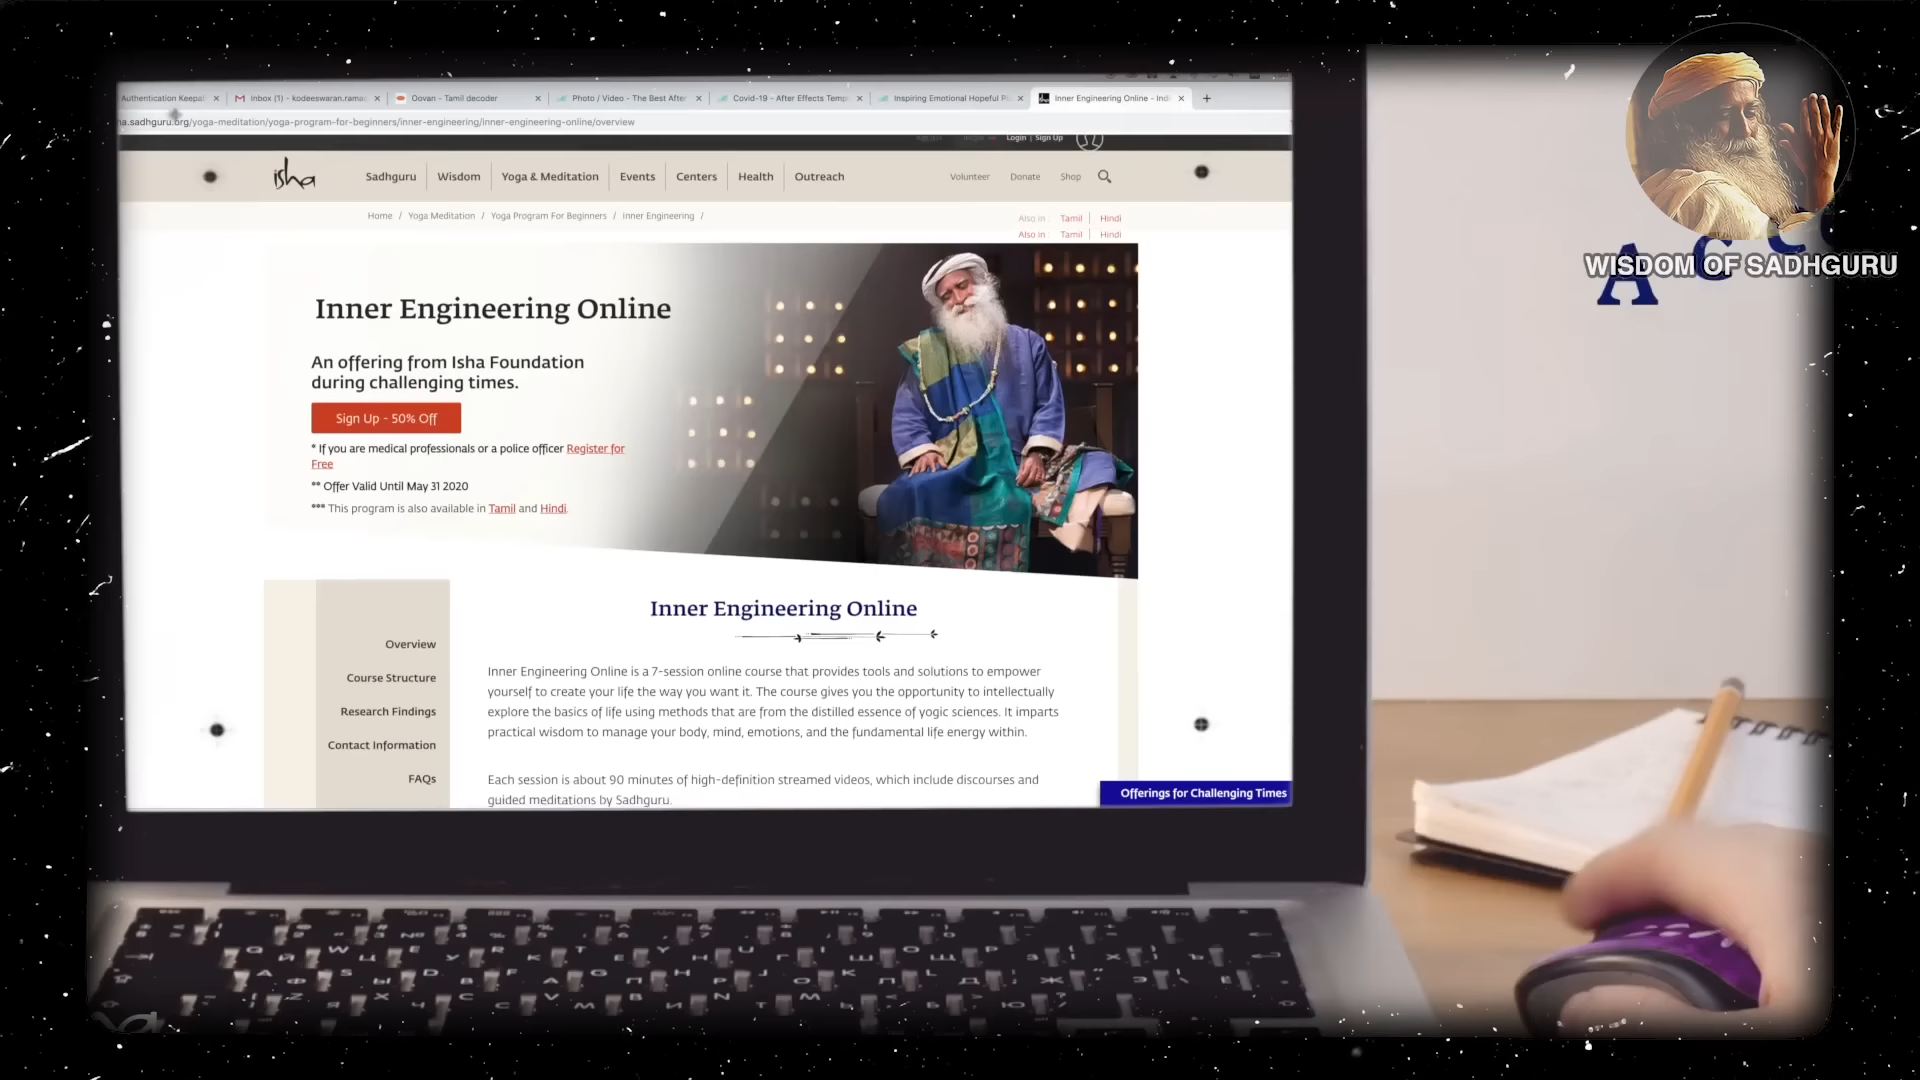 Authentication Keepal
Inbox (1) - kodeeswaran.rama
Oovan - Tamil decoder
Photo / Video - The Best After
Covid-19 - After Effects Temp
Inspiring Emotional Hopeful P
Inner Engineering Online - Ind
sadhguru.org/yoga-meditation/yoga-program-for-beginners/inner-engineering/inner-engineering-online/overview
Login | Sign Up
isha
Sadhguru
Wisdom
Yoga & Meditation
Events
Centers
Health
Outreach
Volunteer
Donate
Shop
Home / Yoga Meditation / Yoga Program For Beginners / Inner Engineering /
Also in : Tamil | Hindi
Also in : Tamil | Hindi
WISDOM OF SADHGURU
A C
Inner Engineering Online
An offering from Isha Foundation
during challenging times.
Sign Up - 50% Off
* If you are medical professionals or a police officer Register for
Free
** Offer Valid Until May 31 2020
*** This program is also available in Tamil and Hindi.
Inner Engineering Online
Overview
Course Structure
Research Findings
Contact Information
FAQs
Inner Engineering Online is a 7-session online course that provides tools and solutions to empower
yourself to create your life the way you want it. The course gives you the opportunity to intellectually
explore the basics of life using methods that are from the distilled essence of yogic sciences. It imparts
practical wisdom to manage your body, mind, emotions, and the fundamental life energy within.
Each session is about 90 minutes of high-definition streamed videos, which include discourses and
guided meditations by Sadhguru.
Offerings for Challenging Times